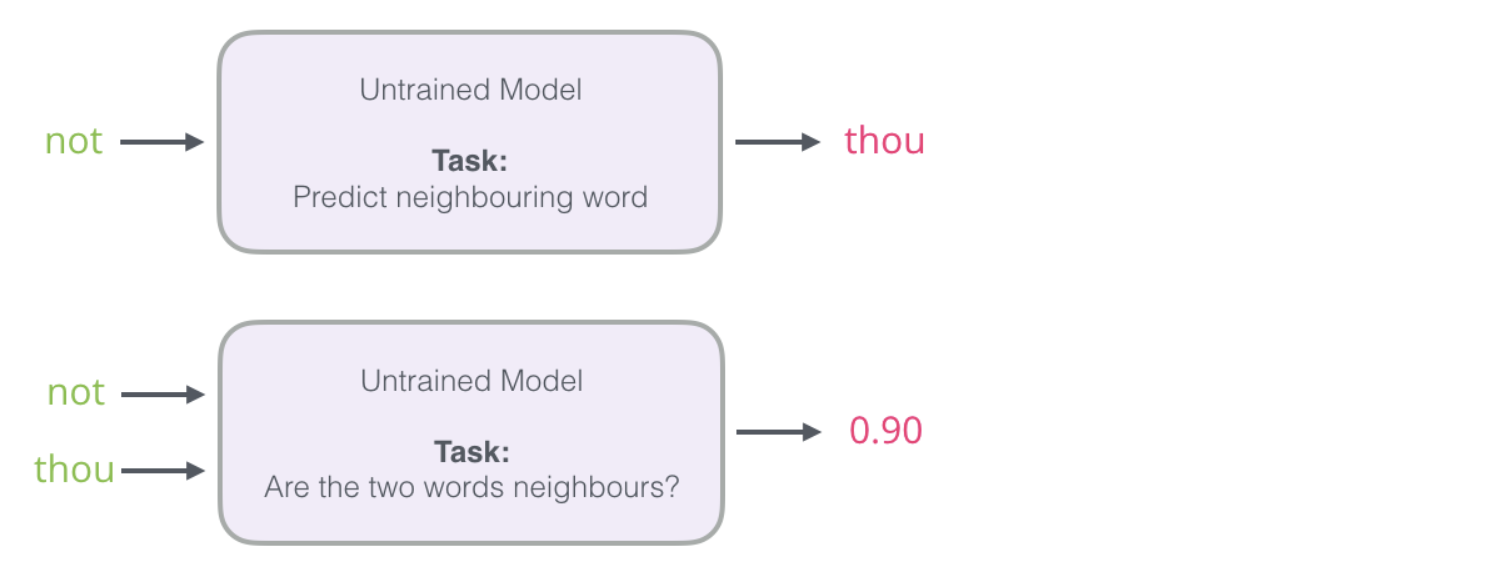 Untrained Model
not
thou
Task:
Predict neighbouring word
Untrained Model
not
Task:
0.90
thou
Are the two words neighbours?